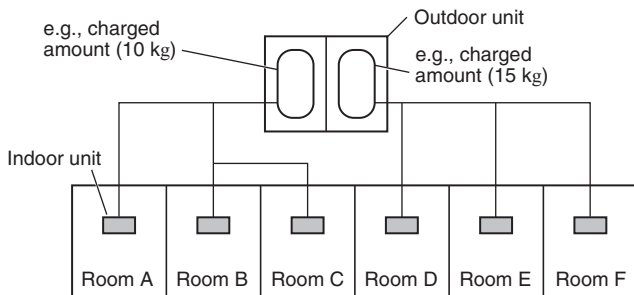 e.g., charged
amount (10 kg)
Outdoor unit
e.g., charged
amount (15 kg)
Indoor unit
Room A
Room B
Room C
Room D
Room E
Room F